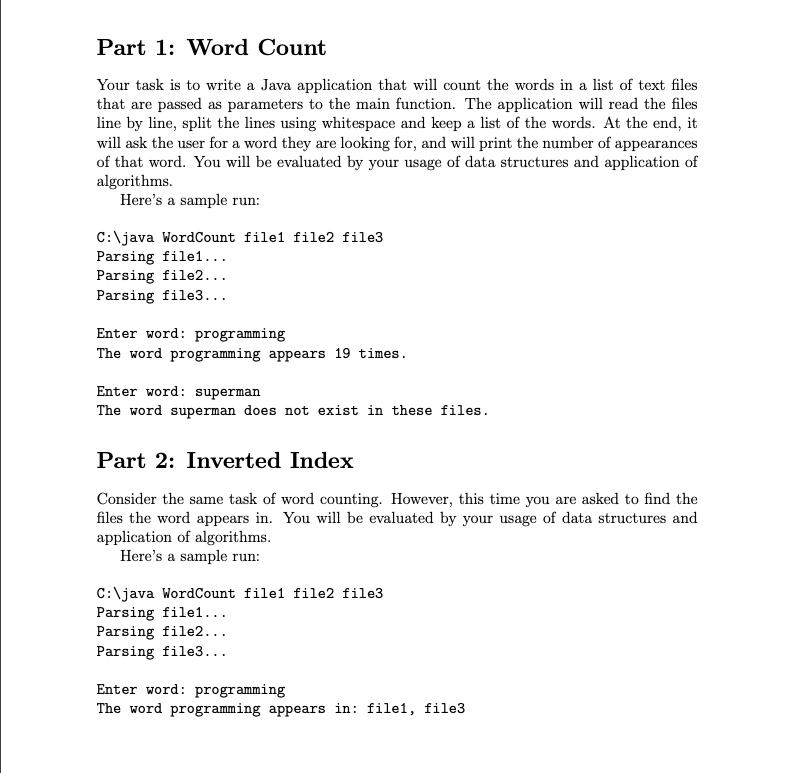 Part 1: Word Count
Your task is to write a Java application that will count the words in a list of text files
that are passed as parameters to the main function. The application will read the files
line by line, split the lines using whitespace and keep a list of the words. At the end, it
will ask the user for a word they are looking for, and will print the number of appearances
of that word. You will be evaluated by your usage of data structures and application of
algorithms.
Here's a sample run:
C:\java WordCount file1 file2 file3
Parsing file1...
Parsing file2...
Parsing file3...
Enter word: programming
The word programming appears 19 times.
Enter word: superman
The word superman does not exist in these files.
Part 2: Inverted Index
Consider the same task of word counting. However, this time you are asked to find the
files the word appears in. You will be evaluated by your usage of data structures and
application of algorithms.
Here's a sample run:
C:\java WordCount file1 file2 file3
Parsing file1...
Parsing file2...
Parsing file3...
Enter word: programming
The word programming appears in: file1, file3